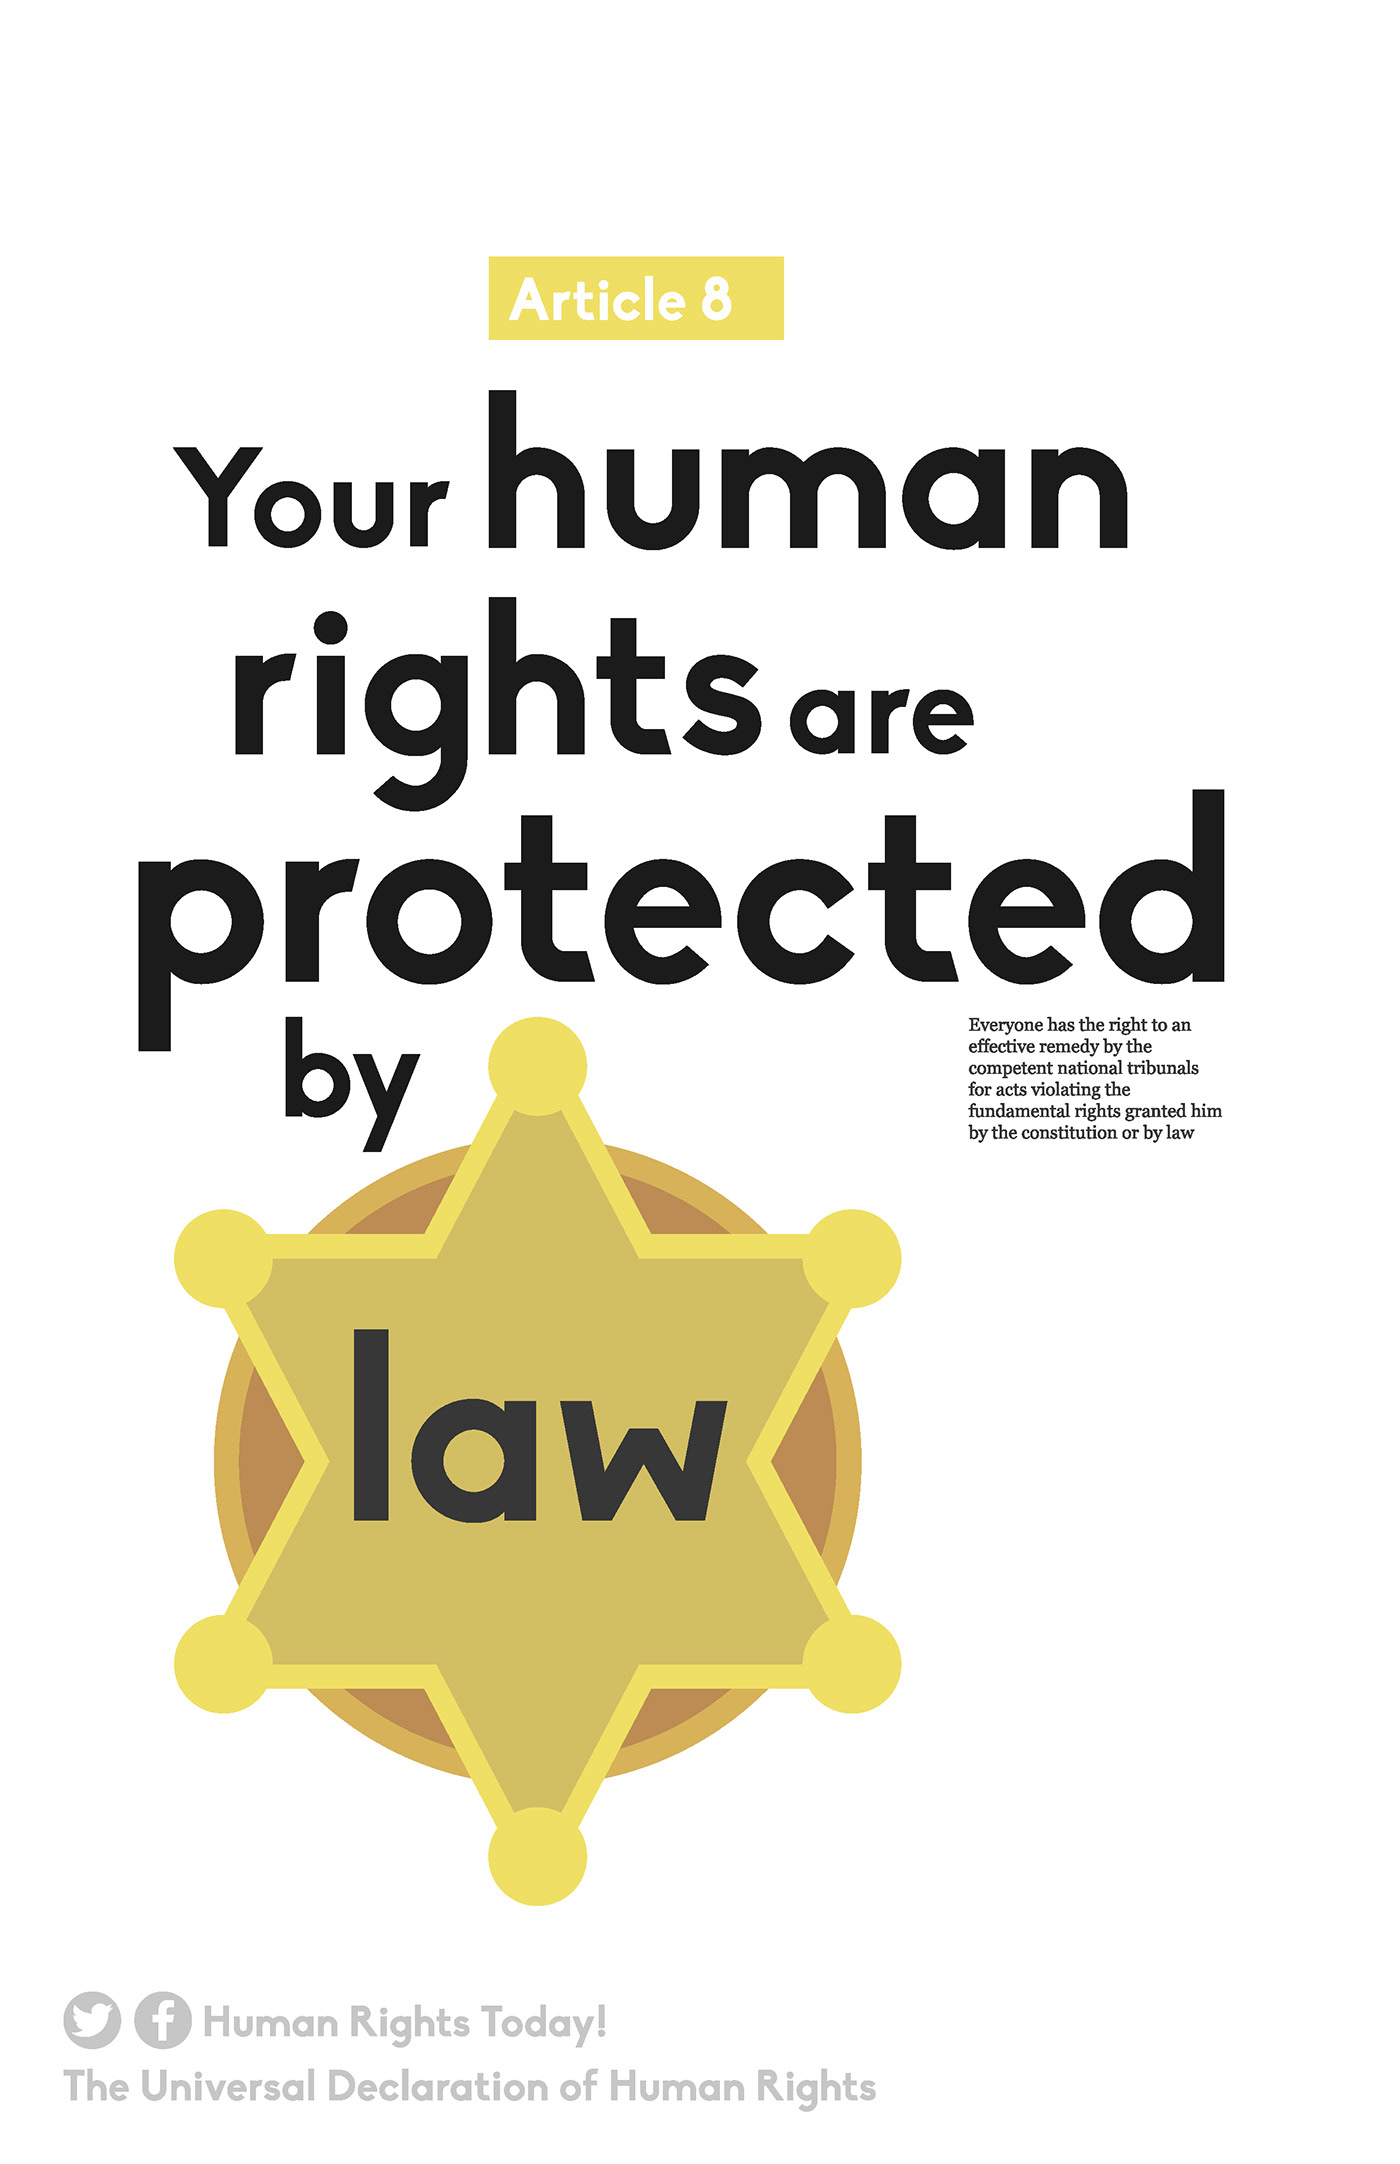 Article 8
Your human
rights are
protected
by
law
Everyone has the right to an
effective remedy by the
competent national tribunals
for acts violating the
fundamental rights granted him
by the constitution or by law
Human Rights Today!
The Universal Declaration of Human Rights